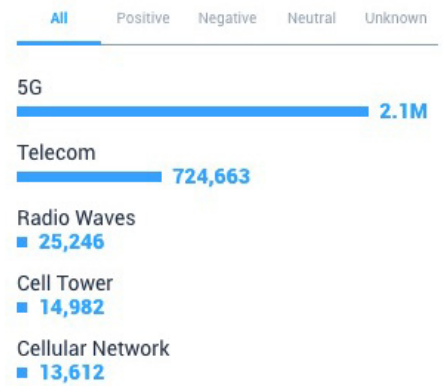 All Positive Negative Neutral Unknown
5G
2.1M
Telecom
724,663
Radio Waves
25,246
Cell Tower
14,982
Cellular Network
13,612